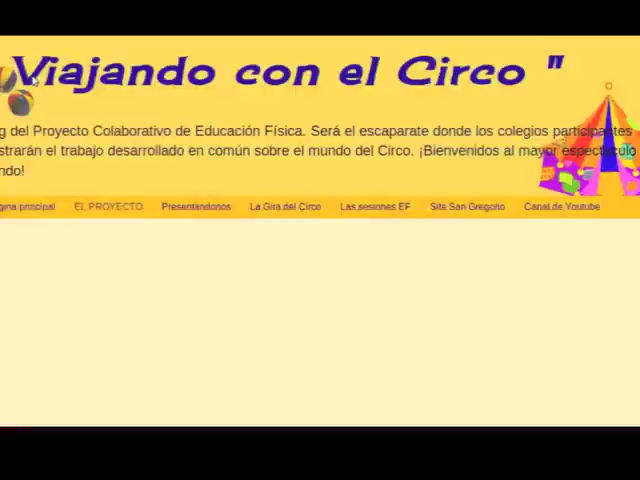 Viajando con el Circo "
g del Proyecto Colaborativo de Educación Física. Será el escaparate donde los colegios participantes
strarán el trabajo desarrollado en común sobre el mundo del Circo. ¡Bienvenidos al mayor espectáculo
ndo!
gina principal EL PROYECTO Presentándonos La Gira del Circo Las sesiones EF Site San Gregorio Canal de Youtube